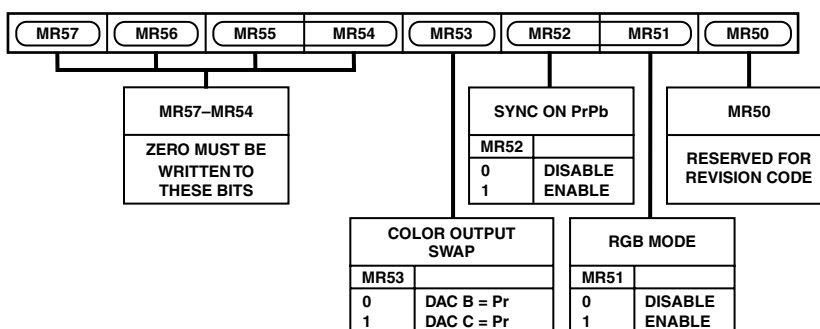 MR57 MR56 MR55 MR54 MR53 MR52 MR51 MR50
MR57–MR54
ZERO MUST BE
WRITTEN TO
THESE BITS
SYNC ON PrPb
MR52
0 DISABLE
1 ENABLE
MR50
RESERVED FOR
REVISION CODE
COLOR OUTPUT
SWAP
MR53
0 DAC B = Pr
1 DAC C = Pr
RGB MODE
MR51
0 DISABLE
1 ENABLE